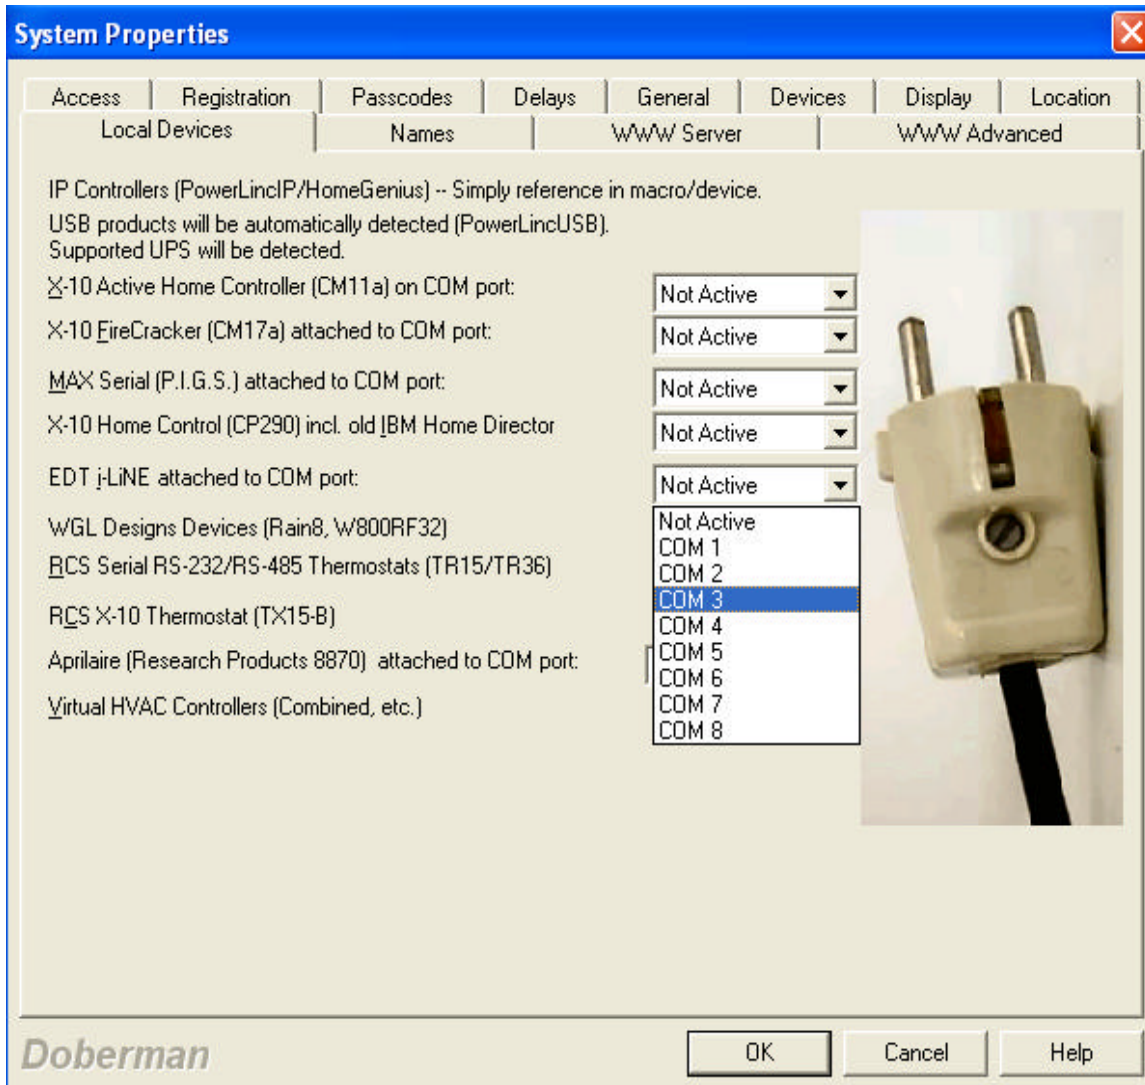 System Properties
Access Registration Passcodes Delays General Devices Display Location
Local Devices Names WWW Server WWW Advanced
IP Controllers (PowerLincIP/HomeGenius) -- Simply reference in macro/device.
USB products will be automatically detected (PowerLincUSB).
Supported UPS will be detected.
X-10 Active Home Controller (CM11a) on COM port: Not Active
X-10 FireCracker (CM17a) attached to COM port: Not Active
MAX Serial (P.I.G.S.) attached to COM port: Not Active
X-10 Home Control (CP290) incl. old IBM Home Director Not Active
EDT i-LiNE attached to COM port: Not Active
Not Active
WGL Designs Devices (Rain8, W800RF32)
COM 1
COM 2
RCS Serial RS-232/RS-485 Thermostats (TR15/TR36)
COM 3
RCS X-10 Thermostat (TX15-B)
COM 4
COM 5
Aprilaire (Research Products 8870) attached to COM port:
COM 6
Virtual HVAC Controllers (Combined, etc.)
COM 7
COM 8
Doberman OK Cancel Help